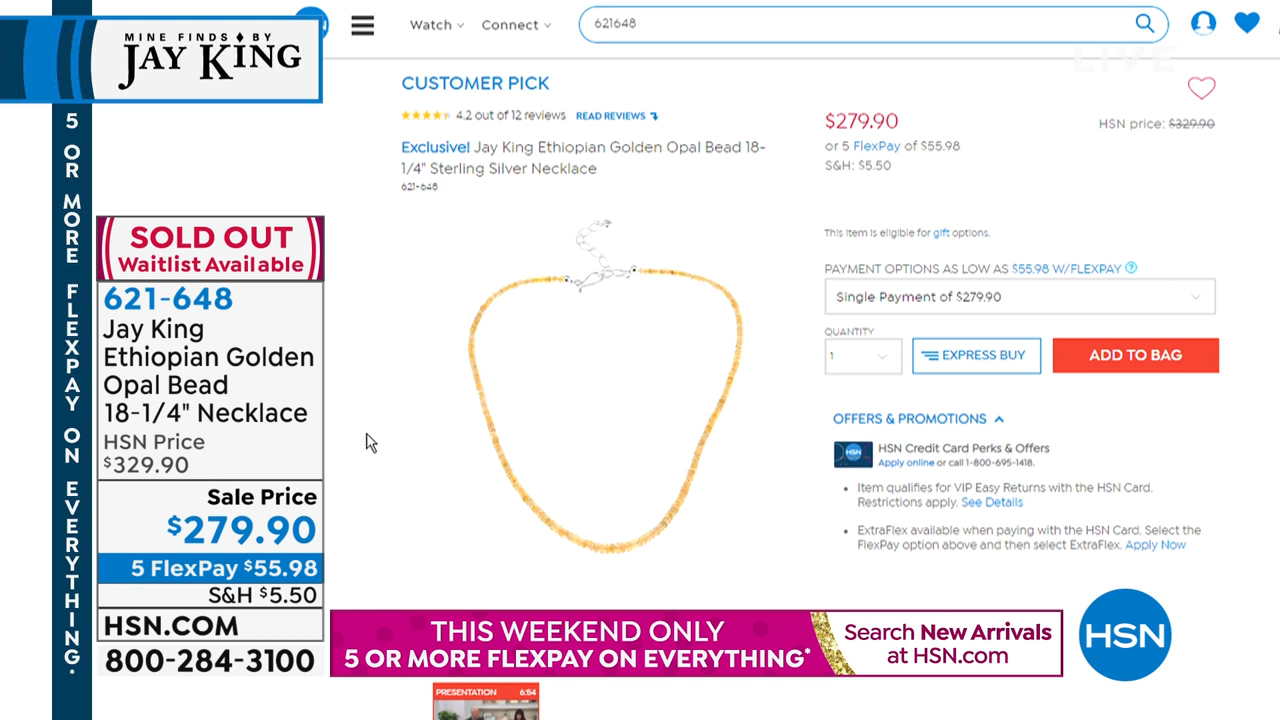 MINE FINDS BY
JAY KING
5 OR MORE FLEXPAY ON EVERYTHING.
SOLD OUT
Waitlist Available
621-648
Jay King
Ethiopian Golden
Opal Bead
18-1/4" Necklace
HSN Price
$329.90
Sale Price
$279.90
5 FlexPay $55.98
S&H $5.50
HSN.COM
800-284-3100
Watch
Connect
621648
LIVE
CUSTOMER PICK
4.2 out of 12 reviews READ REVIEWS
Exclusive! Jay King Ethiopian Golden Opal Bead 18-
1/4" Sterling Silver Necklace
621-648
$279.90
HSN price: $329.90
or 5 FlexPay of $55.98
S&H: $5.50
This item is eligible for gift options.
PAYMENT OPTIONS AS LOW AS $55.98 W/FLEXPAY ?
Single Payment of $279.90
QUANTITY
1
EXPRESS BUY
ADD TO BAG
OFFERS & PROMOTIONS
HSN
HSN Credit Card Perks & Offers
Apply online or call 1-800-695-1418.
• Item qualifies for VIP Easy Returns with the HSN Card.
Restrictions apply. See Details
• ExtraFlex available when paying with the HSN Card. Select the
FlexPay option above and then select ExtraFlex. Apply Now
THIS WEEKEND ONLY
5 OR MORE FLEXPAY ON EVERYTHING*
Search New Arrivals
at HSN.com
HSN
PRESENTATION 6:54